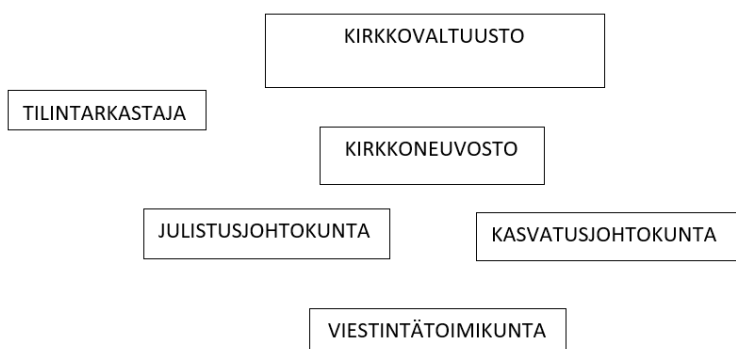 KIRKKOVALTUUSTO
TILINTARKASTAJA
KIRKKONEUVOSTO
JULISTUSJOHTOKUNTA
KASVATUSJOHTOKUNTA
VIESTINTÄTOIMIKUNTA